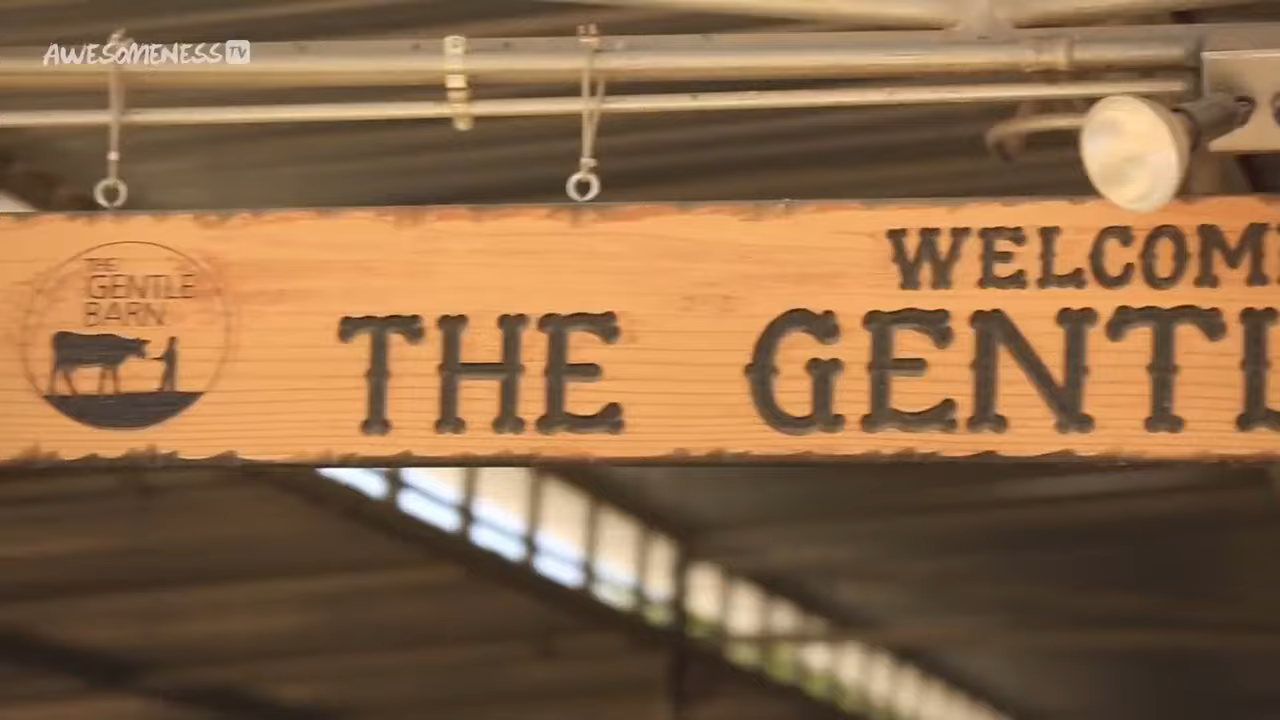 AWESOMENESS TV
THE
GENTLE
BARN
WELCOM
THE GENTL